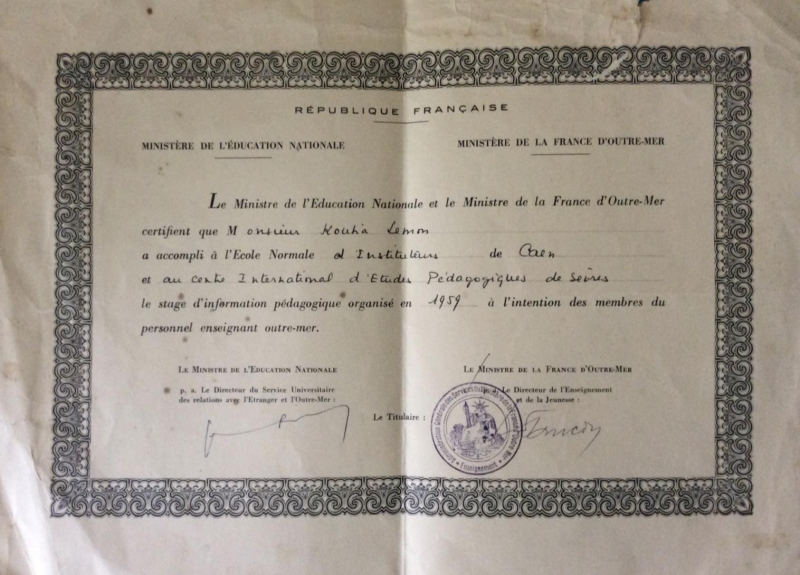 RÉPUBLIQUE FRANÇAISE
MINISTÈRE DE L'ÉDUCATION NATIONALE
MINISTÈRE DE LA FRANCE D'OUTRE-MER
Le Ministre de l'Education Nationale et le Ministre de la France d'Outre-Mer
certifient que Monsieur Kouha Lemon
a accompli à l'Ecole Normale d'Instituteurs de Caen
et au centre International d'Etudes Pédagogiques de Sèvres
le stage d'information pédagogique organisé en 1959 à l'intention des membres du
personnel enseignant outre-mer.
LE MINISTRE DE L'EDUCATION NATIONALE
p. a. Le Directeur du Service Universitaire
des relations avec l'Etranger et l'Outre-Mer :
Le Titulaire :
LE MINISTRE DE LA FRANCE D'OUTRE-MER
Le Directeur de l'Enseignement
et de la Jeunesse :
Enseignement